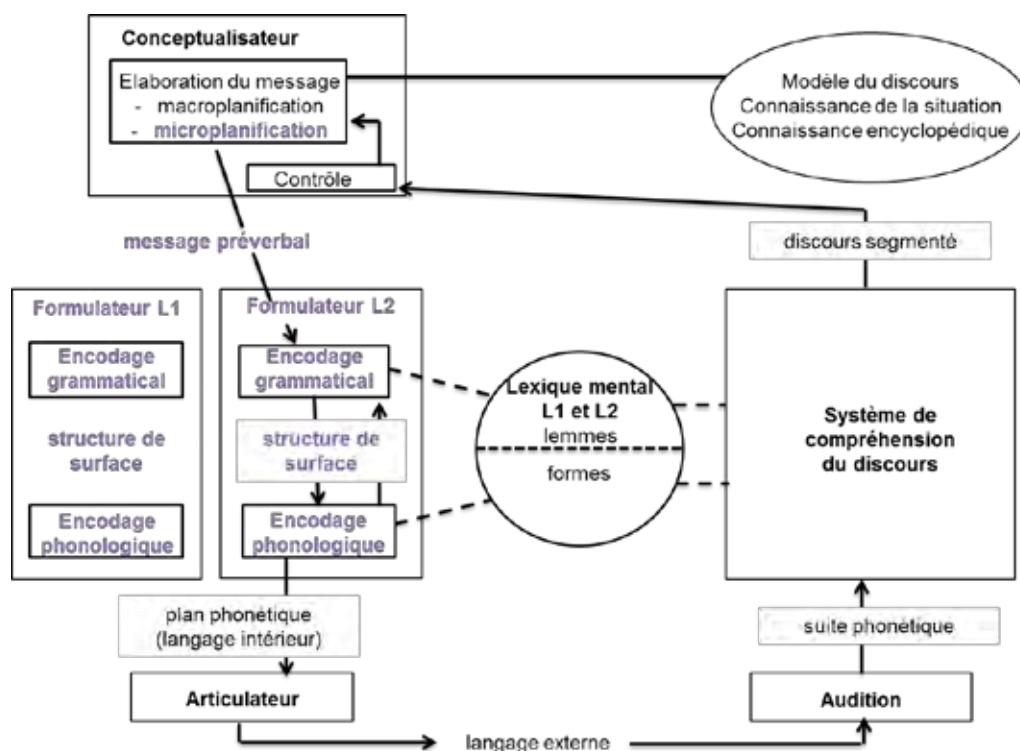 Conceptualisateur
Elaboration du message
- macroplanification
- microplanification
Contrôle
Modèle du discours
Connaissance de la situation
Connaissance encyclopédique
message préverbal
discours segmenté
Formulateur L1
Encodage
grammatical
structure de
surface
Encodage
phonologique
Formulateur L2
Encodage
grammatical
structure de
surface
Encodage
phonologique
Lexique mental
L1 et L2
lemmes
formes
Système de
compréhension
du discours
plan phonétique
(langage intérieur)
suite phonétique
Articulateur
Audition
langage externe